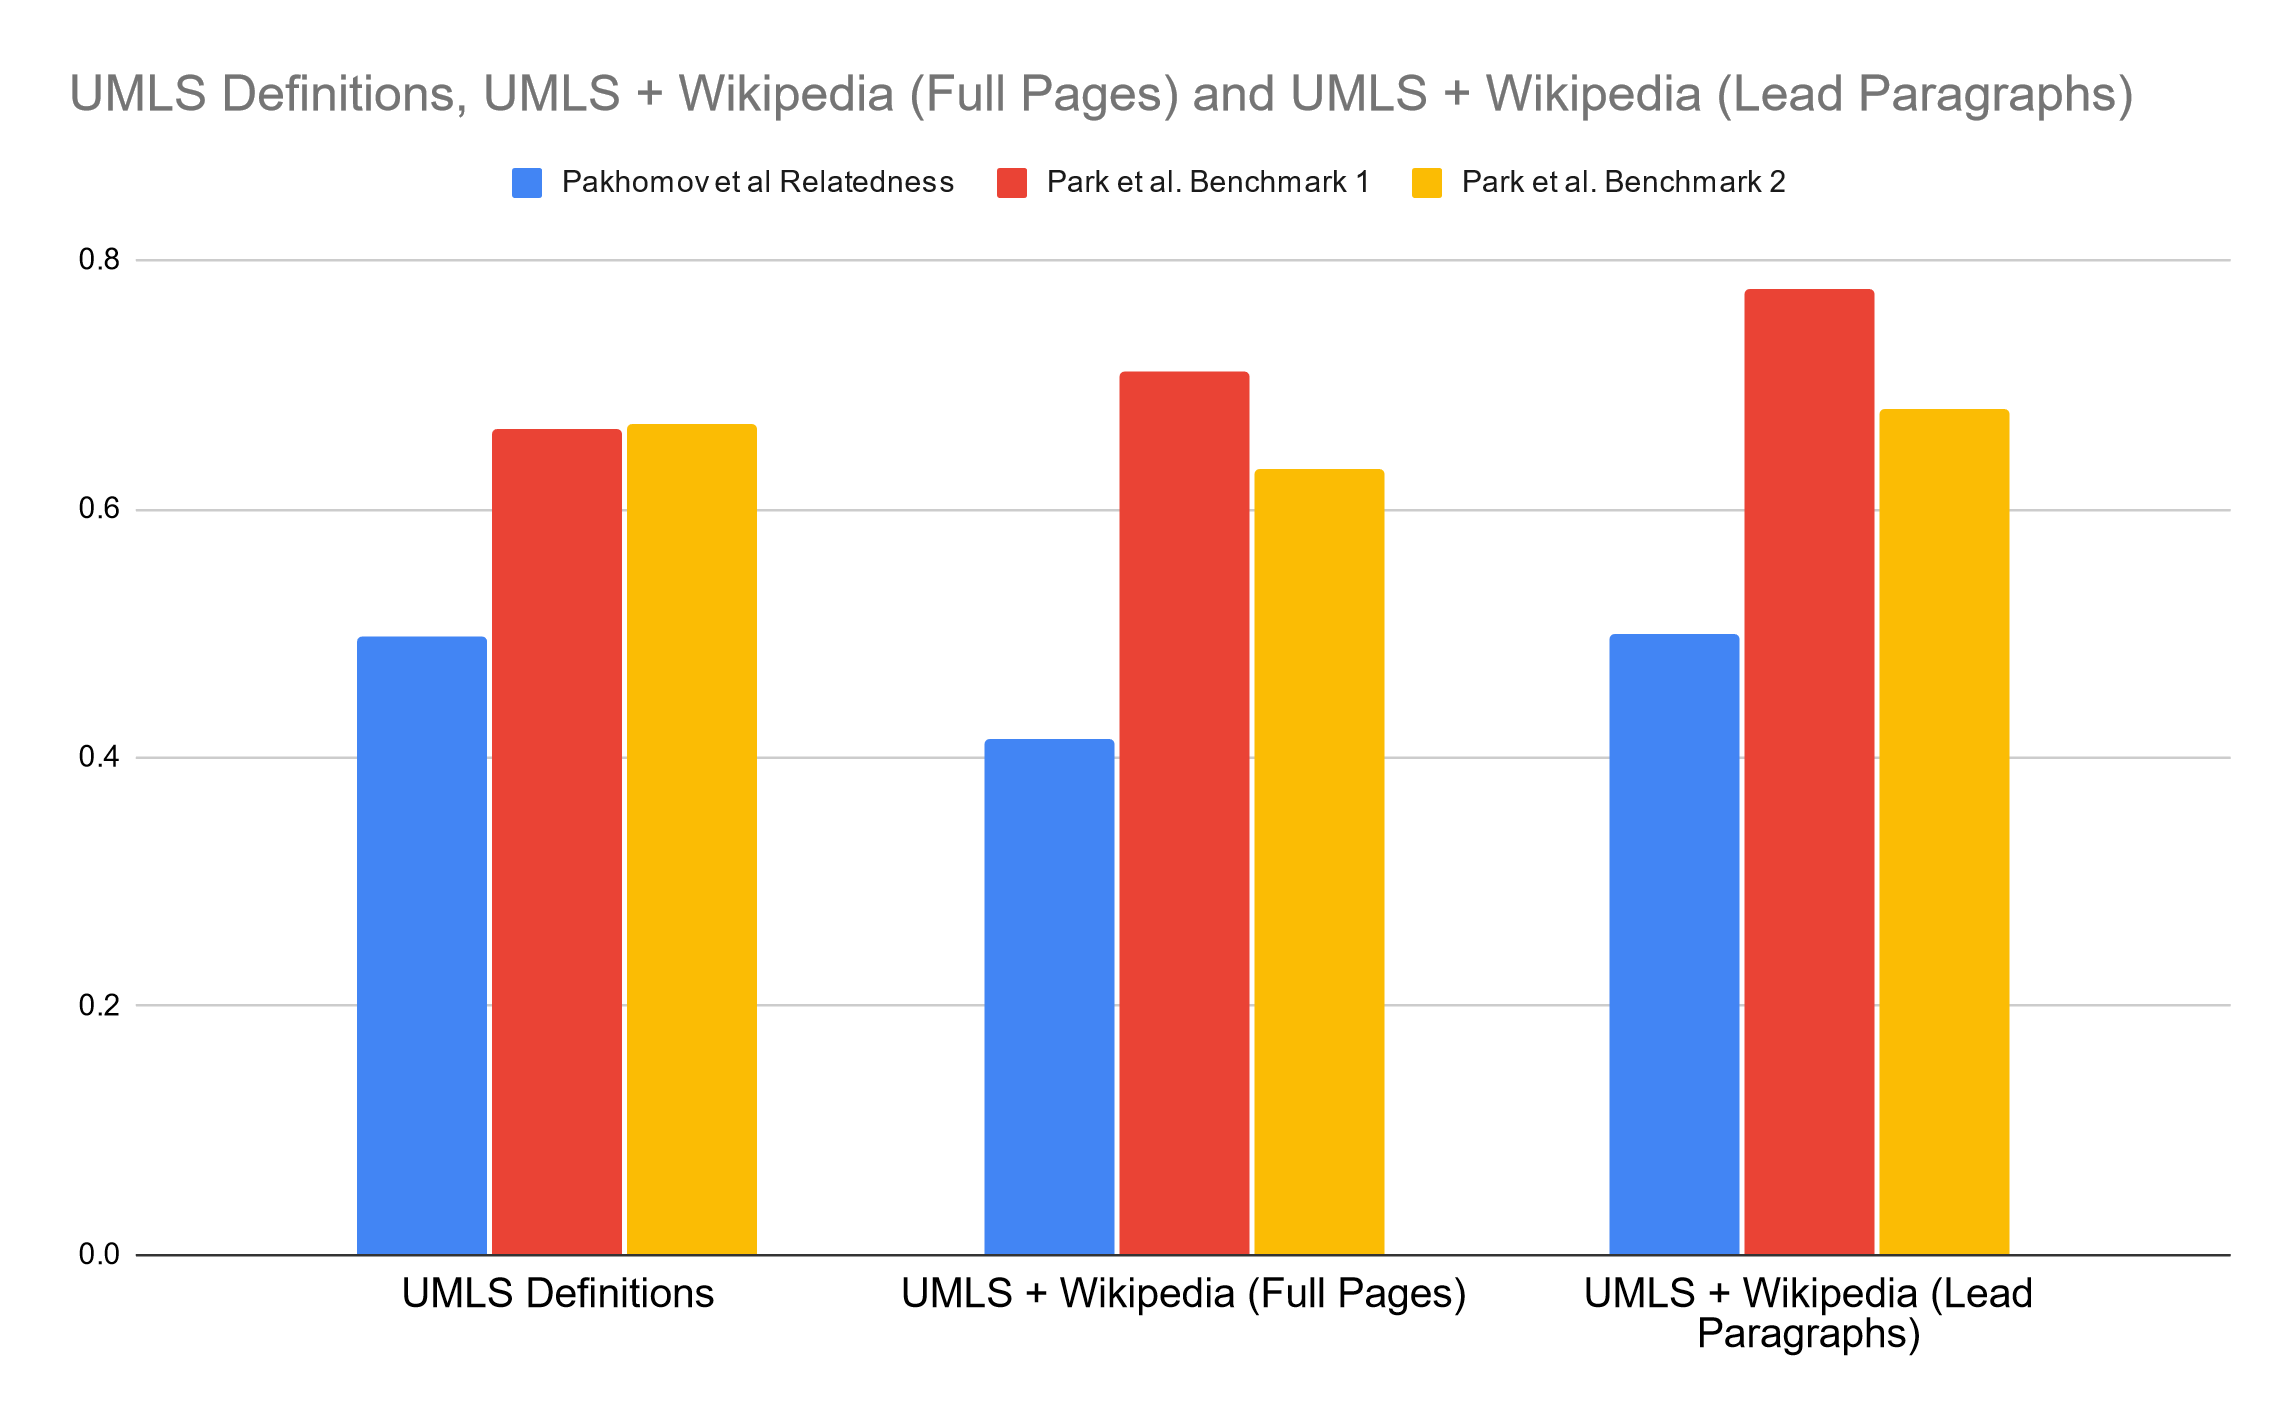 UMLS Definitions, UMLS + Wikipedia (Full Pages) and UMLS + Wikipedia (Lead Paragraphs)
Pakhomov et al Relatedness Park et al. Benchmark 1 Park et al. Benchmark 2
0.8
0.6
0.4
0.2
0.0
UMLS Definitions UMLS + Wikipedia (Full Pages) UMLS + Wikipedia (Lead
Paragraphs)